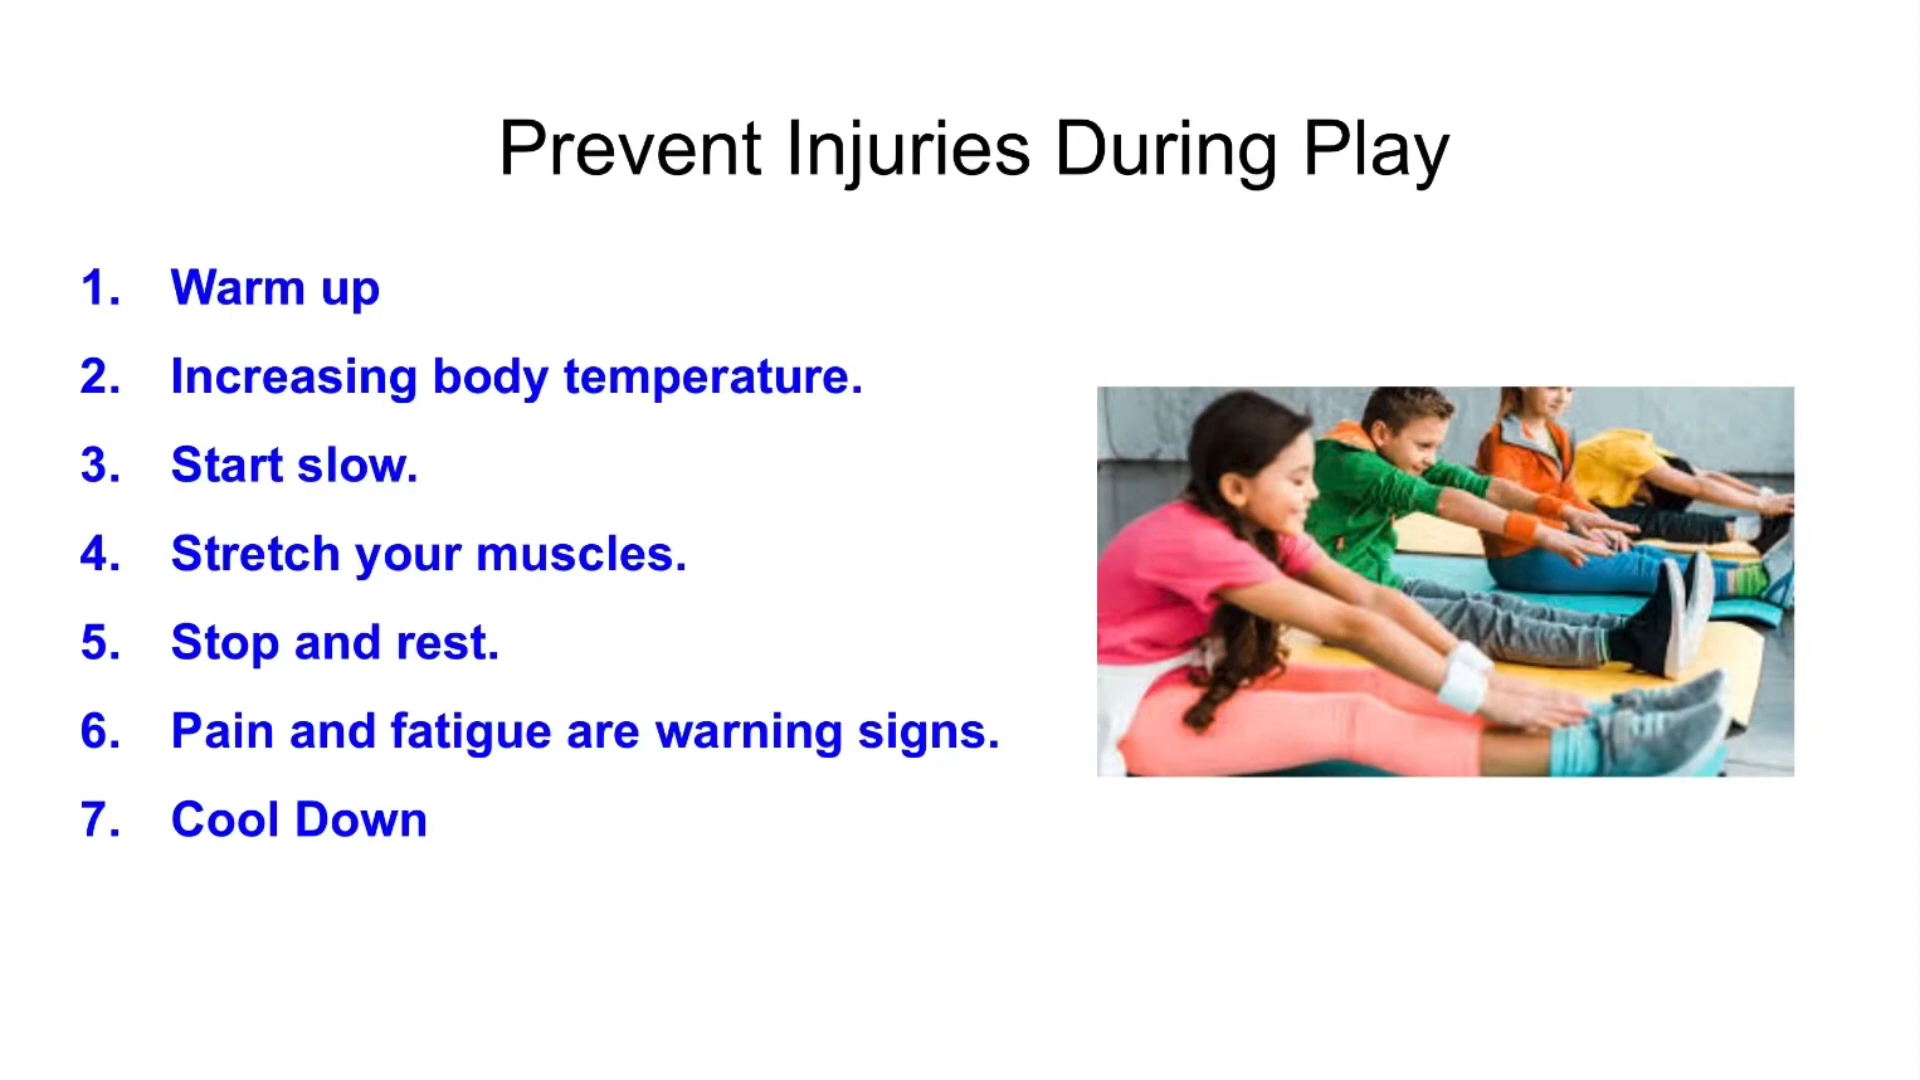 Prevent Injuries During Play
1. Warm up
2. Increasing body temperature.
3. Start slow.
4. Stretch your muscles.
5. Stop and rest.
6. Pain and fatigue are warning signs.
7. Cool Down